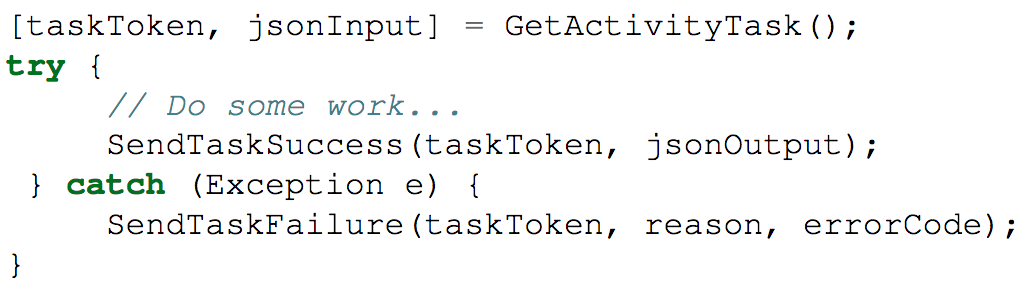 [taskToken, jsonInput] = GetActivityTask();
try {
// Do some work...
SendTaskSuccess(taskToken, jsonOutput);
} catch (Exception e) {
SendTaskFailure(taskToken, reason, errorCode);
}